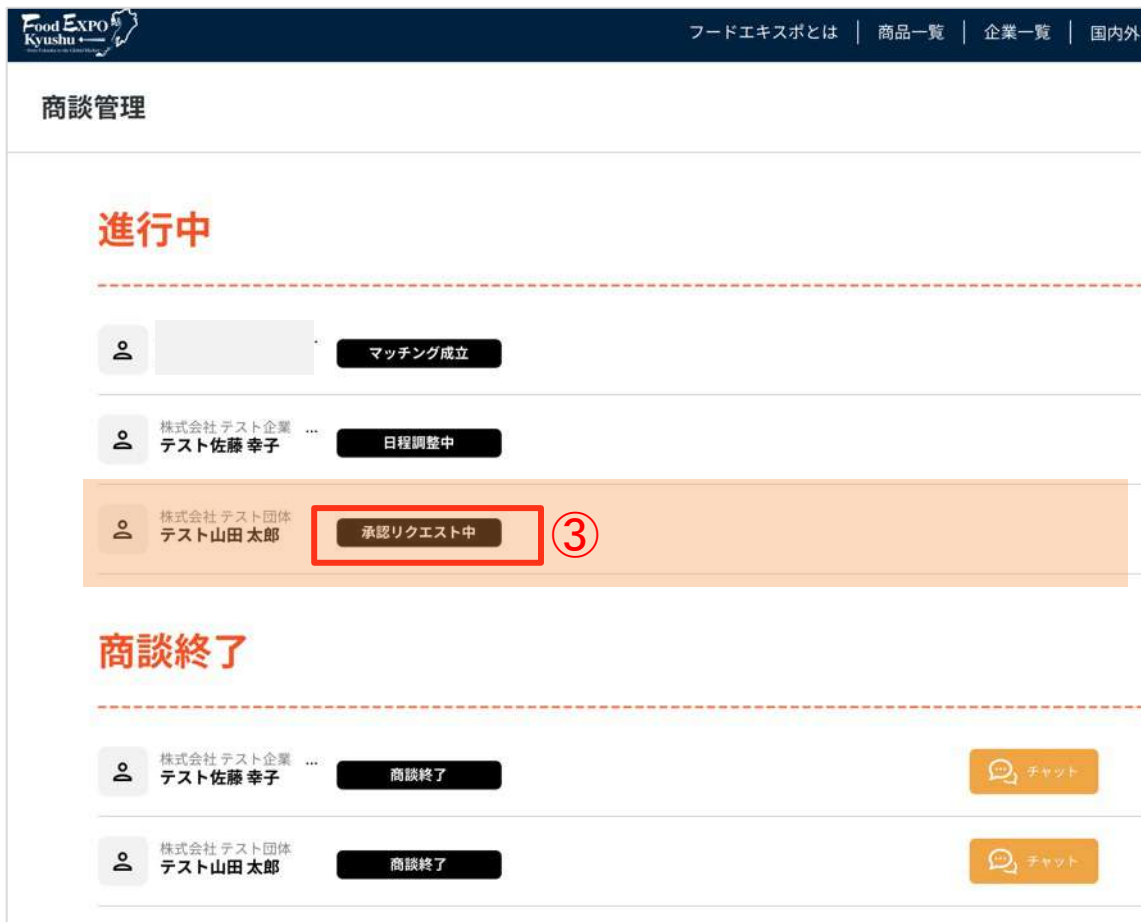 Food EXPO
Kyushu
フードエキスポとは │ 商品一覧 │ 企業一覧 │ 国内外
商談管理
進行中
マッチング成立
株式会社 テスト企業 ...
テスト佐藤 幸子
日程調整中
株式会社 テスト団体
テスト山田 太郎
承認リクエスト中
③
商談終了
株式会社 テスト企業 ...
テスト佐藤 幸子
商談終了
チャット
株式会社 テスト団体
テスト山田 太郎
商談終了
チャット